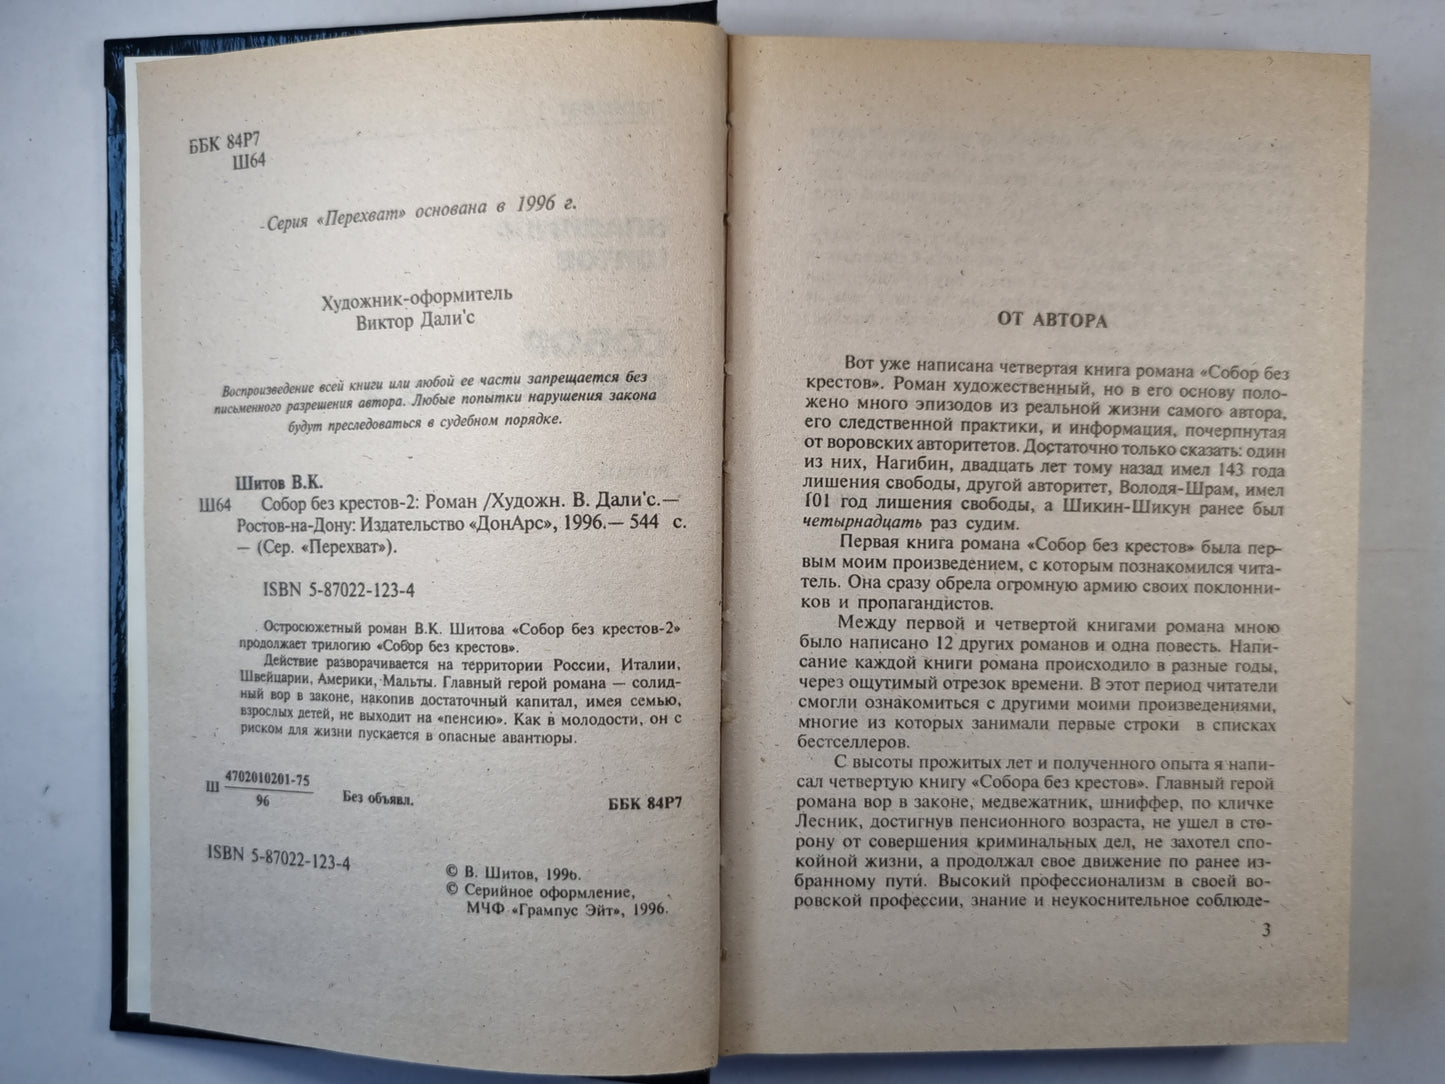 ББК 84Р7
Ш64
Серия «Перехват» основана в 1996 г.
Художник-оформитель
Виктор Дали'с
Воспроизведение всей книги или любой ее части запрещается без
письменного разрешения автора. Любые попытки нарушения закона
будут преследоваться в судебном порядке.
Шитов В.К.
Ш64 Собор без крестов-2: Роман /Художн. В. Дали'с.—
Ростов-на-Дону: Издательство «ДонАрс», 1996.— 544 с.
— (Сер. «Перехват»).
ISBN 5-87022-123-4
Остросюжетный роман В.К. Шитова «Собор без крестов-2»
продолжает трилогию «Собор без крестов».
Действие разворачивается на территории России, Италии,
Швейцарии, Америки, Мальты. Главный герой романа — солид-
ный вор в законе, накопив достаточный капитал, имея семью,
взрослых детей, не выходит на «пенсию». Как в молодости, он с
риском для жизни пускается в опасные авантюры.
Ш 4702010201-75
96
Без объявл.
ББК 84Р7
ISBN 5-87022-123-4
© В. Шитов, 1996.
© Серийное оформление,
МЧФ «Грампус Эйт», 1996.
ОТ АВТОРА
Вот уже написана четвертая книга романа «Собор без
крестов». Роман художественный, но в его основу поло-
жено много эпизодов из реальной жизни самого автора,
его следственной практики, и информация, почерпнутая
от воровских авторитетов. Достаточно только сказать: один
из них, Нагибин, двадцать лет тому назад имел 143 года
лишения свободы, другой авторитет, Володя-Шрам, имел
101 год лишения свободы, а Шикин-Шикун ранее был
четырнадцать раз судим.
Первая книга романа «Собор без крестов» была пер-
вым моим произведением, с которым познакомился чита-
тель. Она сразу обрела огромную армию своих поклонни-
ков и пропагандистов.
Между первой и четвертой книгами романа мною
было написано 12 других романов и одна повесть. Напи-
сание каждой книги романа происходило в разные годы,
через ощутимый отрезок времени. В этот период читатели
смогли ознакомиться с другими моими произведениями,
многие из которых занимали первые строки в списках
бестселлеров.
С высоты прожитых лет и полученного опыта я напи-
сал четвертую книгу «Собора без крестов». Главный герой
романа вор в законе, медвежатник, шниффер, по кличке
Лесник, достигнув пенсионного возраста, не ушел в сто-
рону от совершения криминальных дел, не захотел спо-
койной жизни, а продолжал свое движение по ранее из-
бранному пути. Высокий профессионализм в своей во-
ровской профессии, знание и неукоснительное соблюде-
3